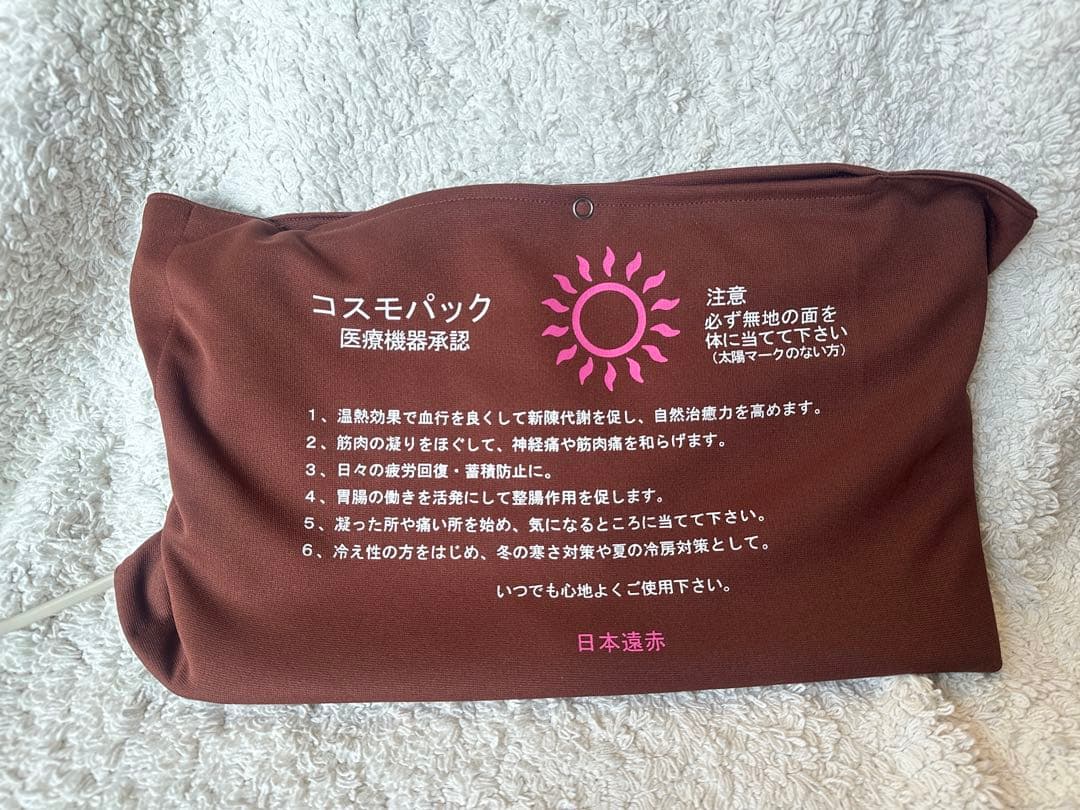 コスモパック
医療機器承認
注意
必ず無地の面を
体に当てて下さい
(太陽マークのない方)
1、温熱効果で血行を良くして新陳代謝を促し、自然治癒力を高めます。
2、筋肉の凝りをほぐして、神経痛や筋肉痛を和らげます。
3、日々の疲労回復・蓄積防止に。
4、胃腸の働きを活発にして整腸作用を促します。
5、凝った所や痛い所を始め、気になるところに当てて下さい。
6、冷え性の方をはじめ、冬の寒さ対策や夏の冷房対策として。
いつでも心地よくご使用下さい。
日本遠赤